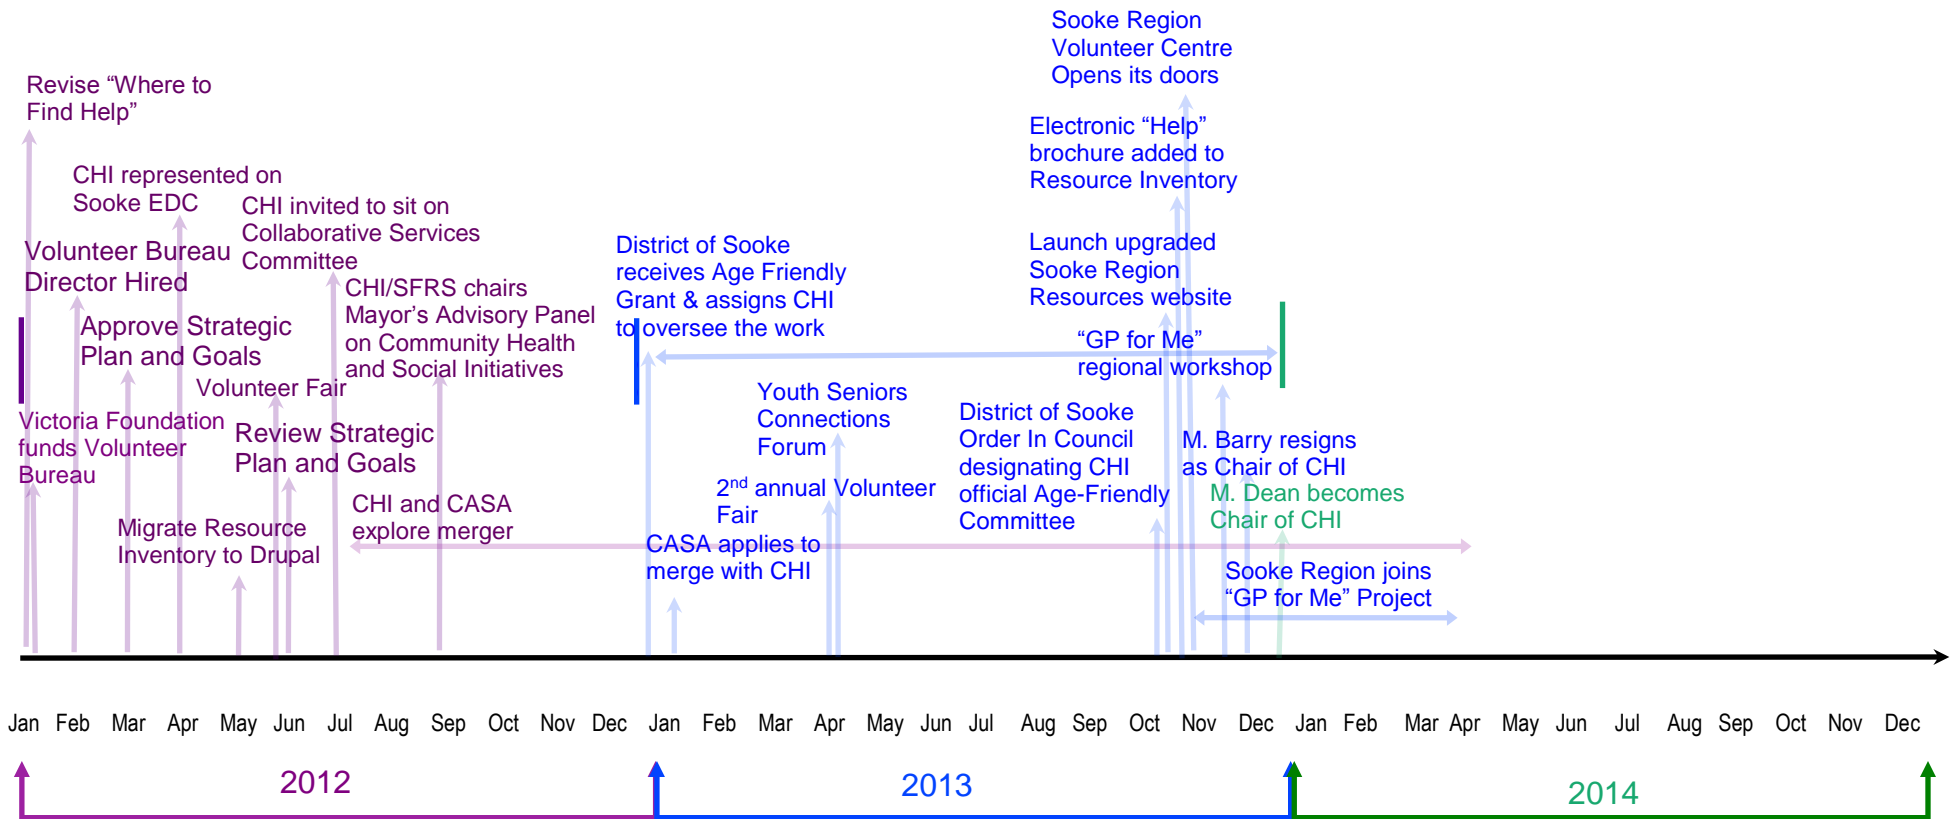 Sooke Region
Volunteer Centre
Opens its doors
Revise “Where to
Find Help”
Electronic “Help”
brochure added to
Resource Inventory
CHI represented on
Sooke EDC
CHI invited to sit on
Collaborative Services
Committee
Volunteer Bureau
Director Hired
District of Sooke
receives Age Friendly
Grant & assigns CHI
to oversee the work
Launch upgraded
Sooke Region
Resources website
CHI/SFRS chairs
Mayor’s Advisory Panel
on Community Health
and Social Initiatives
Approve Strategic
Plan and Goals
“GP for Me”
regional workshop
Volunteer Fair
Youth Seniors
Connections
Forum
Victoria Foundation
funds Volunteer
Bureau
Review Strategic
Plan and Goals
District of Sooke
Order In Council
designating CHI
official Age-Friendly
Committee
M. Barry resigns
as Chair of CHI
M. Dean becomes
Chair of CHI
2nd annual Volunteer
Fair
CHI and CASA
explore merger
Migrate Resource
Inventory to Drupal
CASA applies to
merge with CHI
Sooke Region joins
“GP for Me” Project
Jan Feb Mar Apr May Jun Jul Aug Sep Oct Nov Dec Jan Feb Mar Apr May Jun Jul Aug Sep Oct Nov Dec Jan Feb Mar Apr May Jun Jul Aug Sep Oct Nov Dec
2012 2013 2014